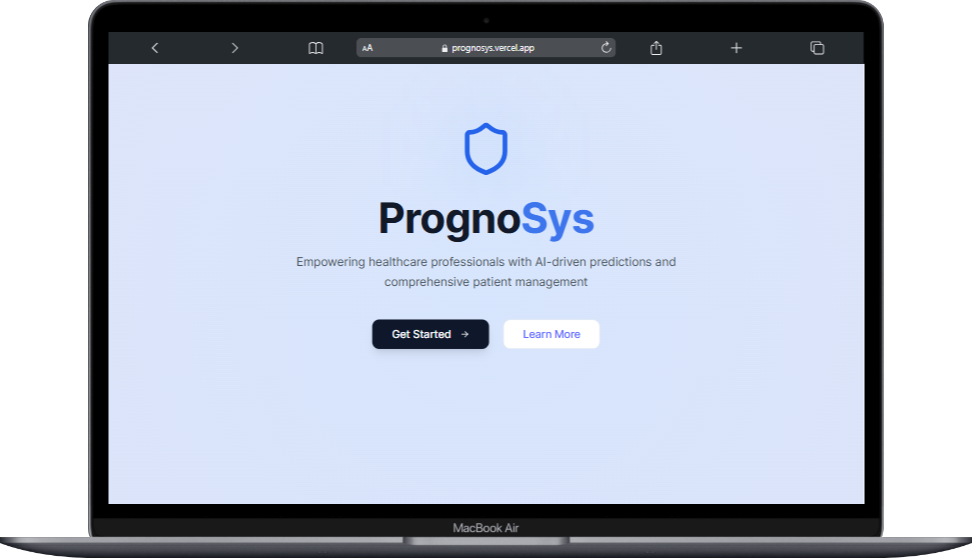 AA prognosys.vercel.app
PrognoSys
Empowering healthcare professionals with AI-driven predictions and
comprehensive patient management
Get Started → Learn More
MacBook Air